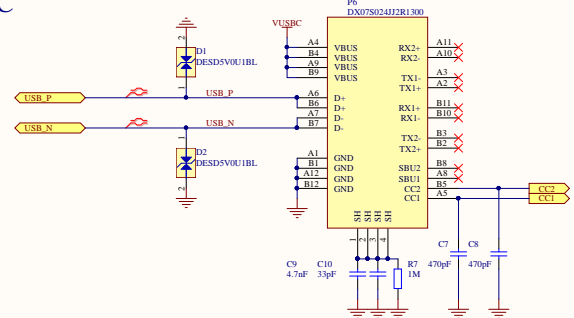 P6
DX07S024JJ2R1300
VUSBC
2
D1
DESD5V0U1BL
1
A4 VBUS RX2+ A11
B4 VBUS RX2- A10
A9 VBUS TX1- A3
B9 VBUS TX1+ A2
USB_P USB_P A6 D+ RX1+ B11
B6 D+ RX1- B10
A7 D-
USB_N USB_N B7 D- TX2- B3
TX2+ B2
1
D2
DESD5V0U1BL
2
A1 GND SBU2 B8
B1 GND SBU1 A8
A12 GND CC2 B5 CC2
B12 GND CC1 A5 CC1
SH SH SH SH
1 2 3 4
C9 C10 R7 C7 C8
4.7nF 33pF 1M 470pF 470pF